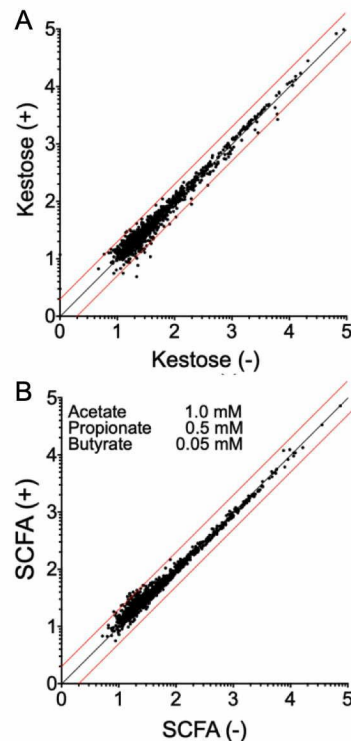 A
Kestose (+)
5
4
3
2
1
0
0 1 2 3 4 5
Kestose (-)
B
Acetate 1.0 mM
Propionate 0.5 mM
Butyrate 0.05 mM
SCFA (+)
5
4
3
2
1
0
0 1 2 3 4 5
SCFA (-)